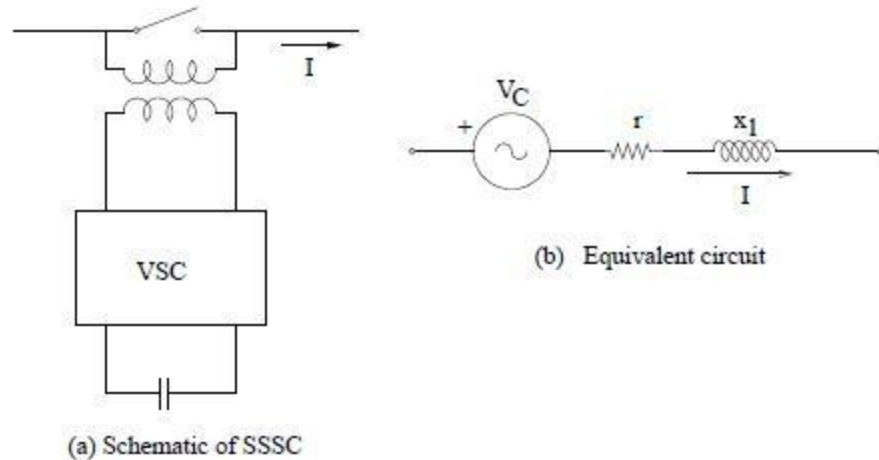 I
VSC
(a) Schematic of SSSC
V_C
+
r
x_1
I
(b) Equivalent circuit